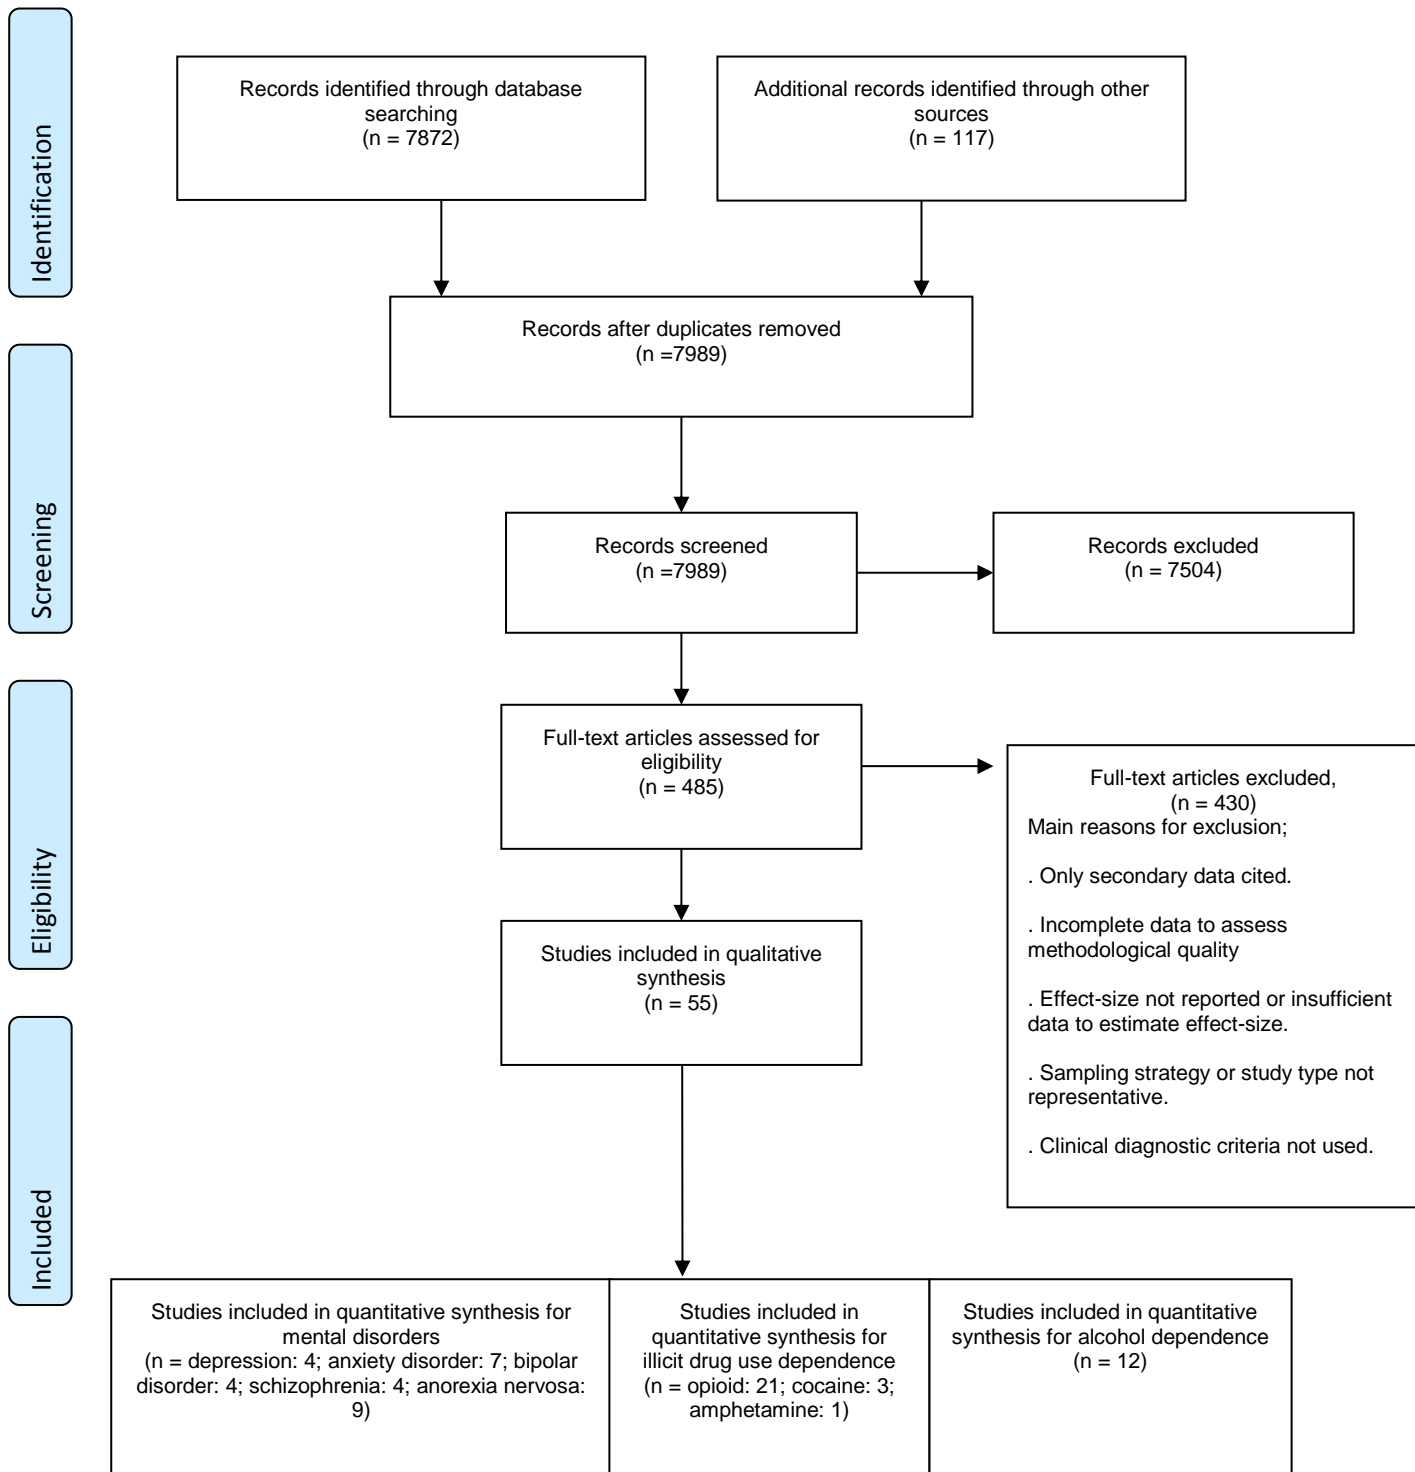 Identification
Records identified through database
searching
(n = 7872)
Additional records identified through other
sources
(n = 117)
Records after duplicates removed
(n =7989)
Screening
Records screened
(n =7989)
Records excluded
(n = 7504)
Eligibility
Full-text articles assessed for
eligibility
(n = 485)
Full-text articles excluded,
(n = 430)
Main reasons for exclusion;
. Only secondary data cited.
. Incomplete data to assess
methodological quality
. Effect-size not reported or insufficient
data to estimate effect-size.
. Sampling strategy or study type not
representative.
. Clinical diagnostic criteria not used.
Studies included in qualitative
synthesis
(n = 55)
Included
Studies included in quantitative synthesis for
mental disorders
(n = depression: 4; anxiety disorder: 7; bipolar
disorder: 4; schizophrenia: 4; anorexia nervosa:
9)
Studies included in
quantitative synthesis for
illicit drug use dependence
(n = opioid: 21; cocaine: 3;
amphetamine: 1)
Studies included in quantitative
synthesis for alcohol dependence
(n = 12)